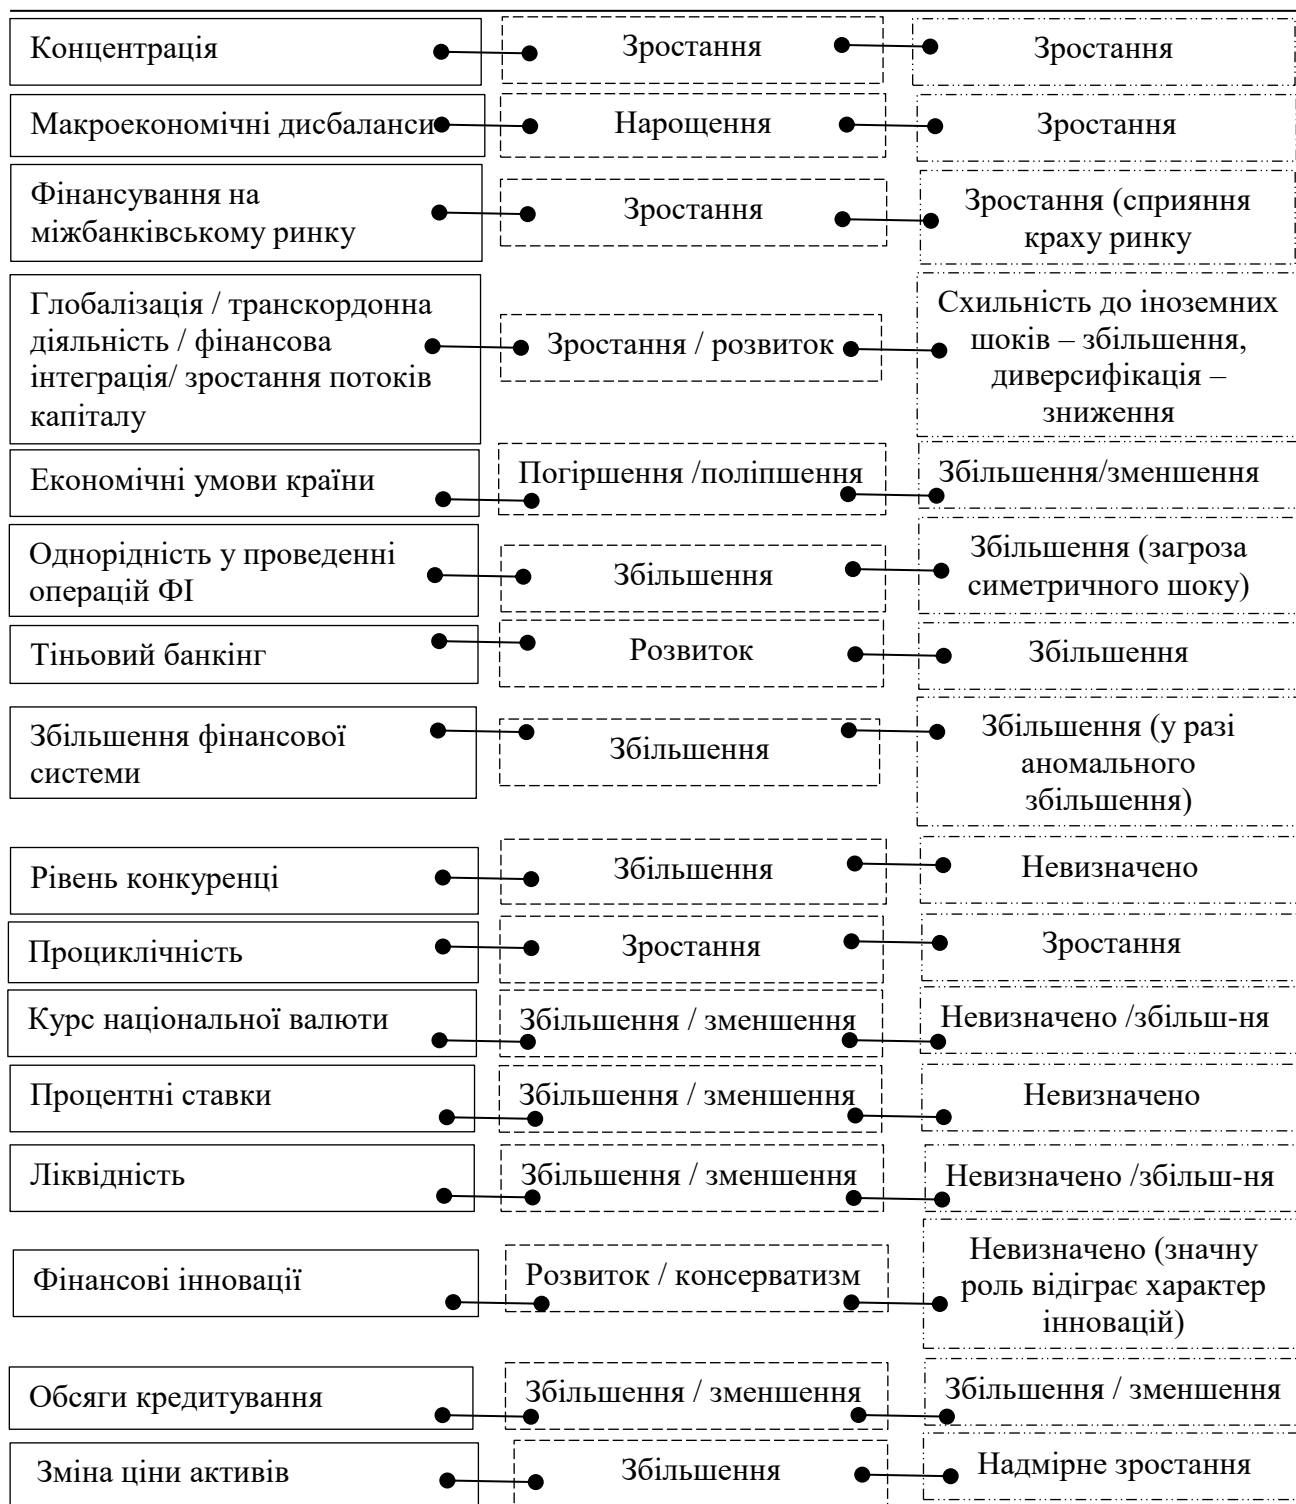 Концентрація
Зростання
Зростання
Макроекономічні дисбаланси
Нарощення
Зростання
Фінансування на
міжбанківському ринку
Зростання
Зростання (сприяння
краху ринку
Глобалізація / транскордонна
діяльність / фінансова
інтеграція/ зростання потоків
капіталу
Зростання / розвиток
Схильність до іноземних
шоків – збільшення,
диверсифікація –
зниження
Економічні умови країни
Погіршення /поліпшення
Збільшення/зменшення
Однорідність у проведенні
операцій ФІ
Збільшення
Збільшення (загроза
симетричного шоку)
Тіньовий банкінг
Розвиток
Збільшення
Збільшення фінансової
системи
Збільшення
Збільшення (у разі
аномального
збільшення)
Рівень конкуренці
Збільшення
Невизначено
Проциклічність
Зростання
Зростання
Курс національної валюти
Збільшення / зменшення
Невизначено /збільш-ня
Процентні ставки
Збільшення / зменшення
Невизначено
Ліквідність
Збільшення / зменшення
Невизначено /збільш-ня
Фінансові інновації
Розвиток / консерватизм
Невизначено (значну
роль відіграє характер
інновацій)
Обсяги кредитування
Збільшення / зменшення
Збільшення / зменшення
Зміна ціни активів
Збільшення
Надмірне зростання